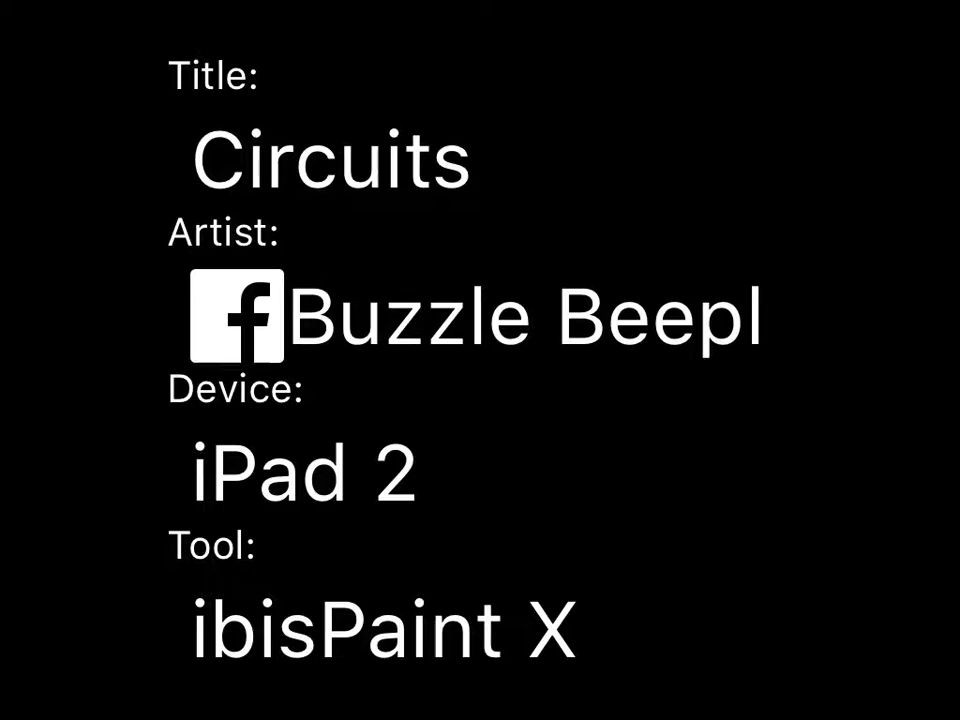 Title:
Circuits
Artist:
Buzzle Beepl
Device:
iPad 2
Tool:
ibisPaint X